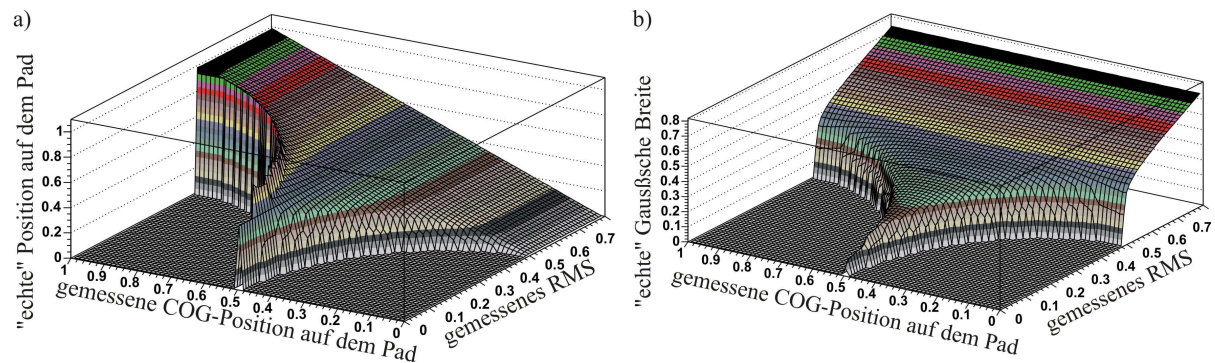 a)
"echte" Position auf dem Pad
1
0.8
0.6
0.4
0.2
0
1 0.9 0.8 0.7 0.6 0.5 0.4 0.3 0.2 0.1 0
gemessene COG-Position auf dem Pad
0 0.1 0.2 0.3 0.4 0.5 0.6 0.7
gemessenes RMS
b)
"echte" Gausßsche Breite
0.8
0.7
0.6
0.5
0.4
0.3
0.2
0.1
0
1 0.9 0.8 0.7 0.6 0.5 0.4 0.3 0.2 0.1 0
gemessene COG-Position auf dem Pad
0 0.1 0.2 0.3 0.4 0.5 0.6 0.7
gemessenes RMS